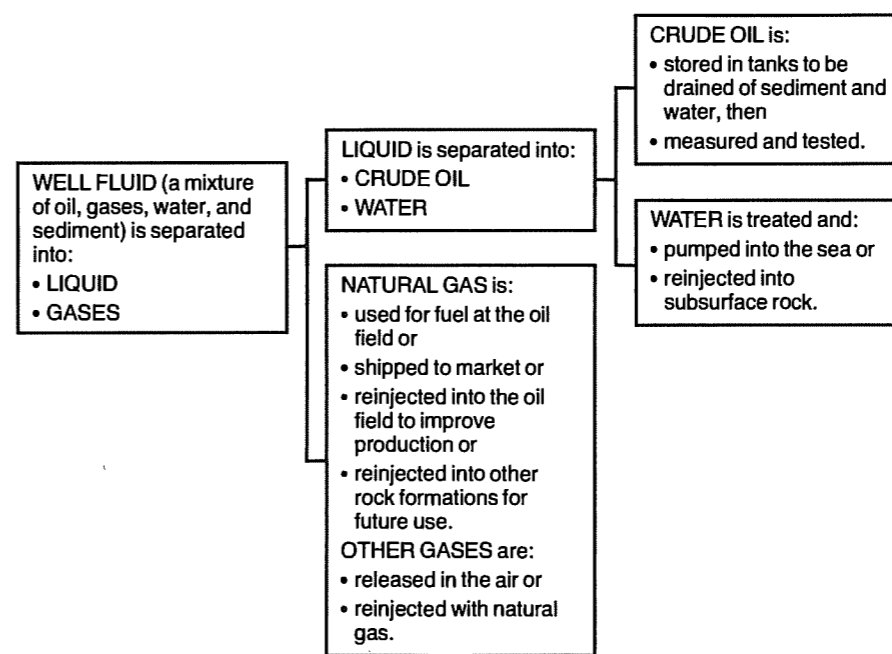 WELL FLUID (a mixture
of oil, gases, water, and
sediment) is separated
into:
• LIQUID
• GASES
LIQUID is separated into:
• CRUDE OIL
• WATER
NATURAL GAS is:
• used for fuel at the oil
field or
• shipped to market or
• reinjected into the oil
field to improve
production or
• reinjected into other
rock formations for
future use.
OTHER GASES are:
• released in the air or
• reinjected with natural
gas.
CRUDE OIL is:
• stored in tanks to be
drained of sediment and
water, then
• measured and tested.
WATER is treated and:
• pumped into the sea or
• reinjected into
subsurface rock.